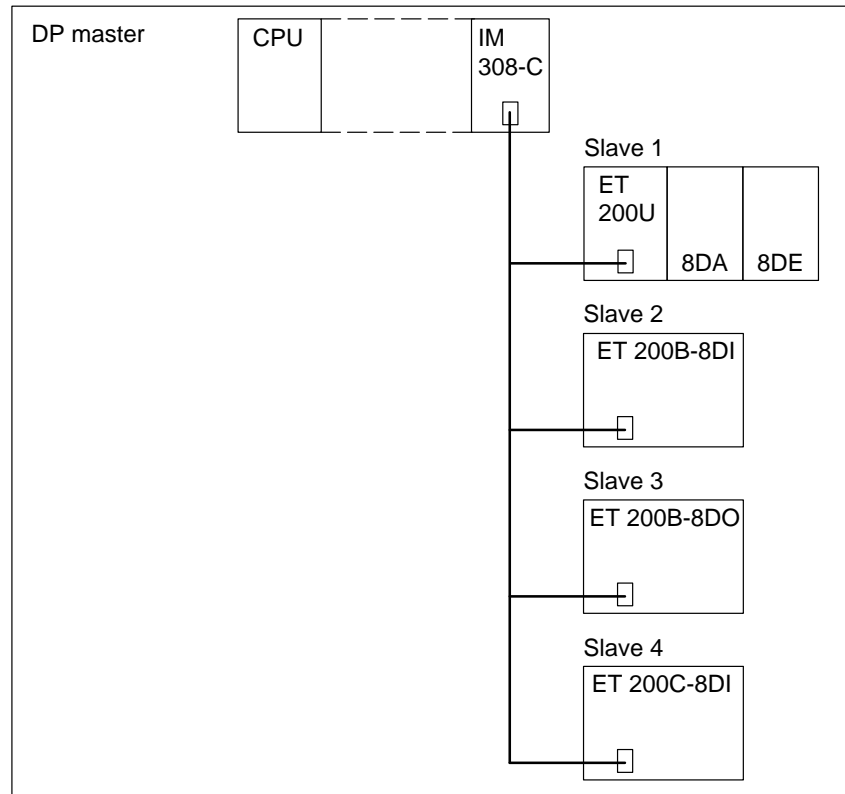 DP master
CPU
IM
308-C
Slave 1
ET
200U
8DA
8DE
Slave 2
ET 200B-8DI
Slave 3
ET 200B-8DO
Slave 4
ET 200C-8DI